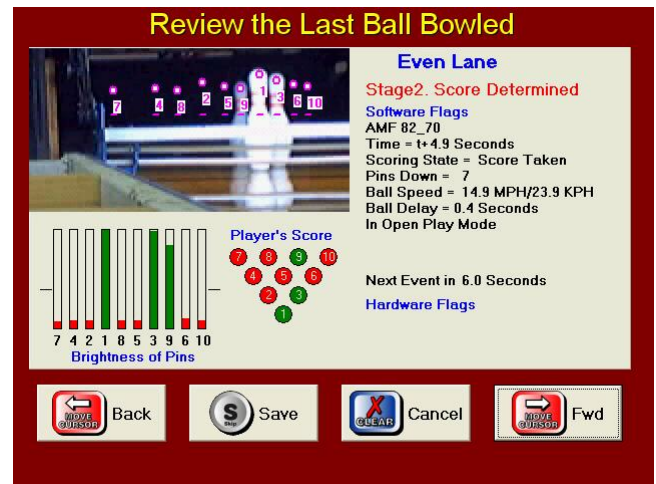 Review the Last Ball Bowled
7 4 8 2 5 9 1 3 6 10
Even Lane
Stage2. Score Determined
Software Flags
AMF 82_70
Time = t+4.9 Seconds
Scoring State = Score Taken
Pins Down = 7
Ball Speed = 14.9 MPH/23.9 KPH
Ball Delay = 0.4 Seconds
In Open Play Mode
Next Event in 6.0 Seconds
Hardware Flags
Player's Score
7 8 9 10
4 5 6
2 3
1
7 4 2 1 8 5 3 9 6 10
Brightness of Pins
MOVE
CURSOR
Back
S
Skip
Save
X
CLEAR
Cancel
MOVE
CURSOR
Fwd